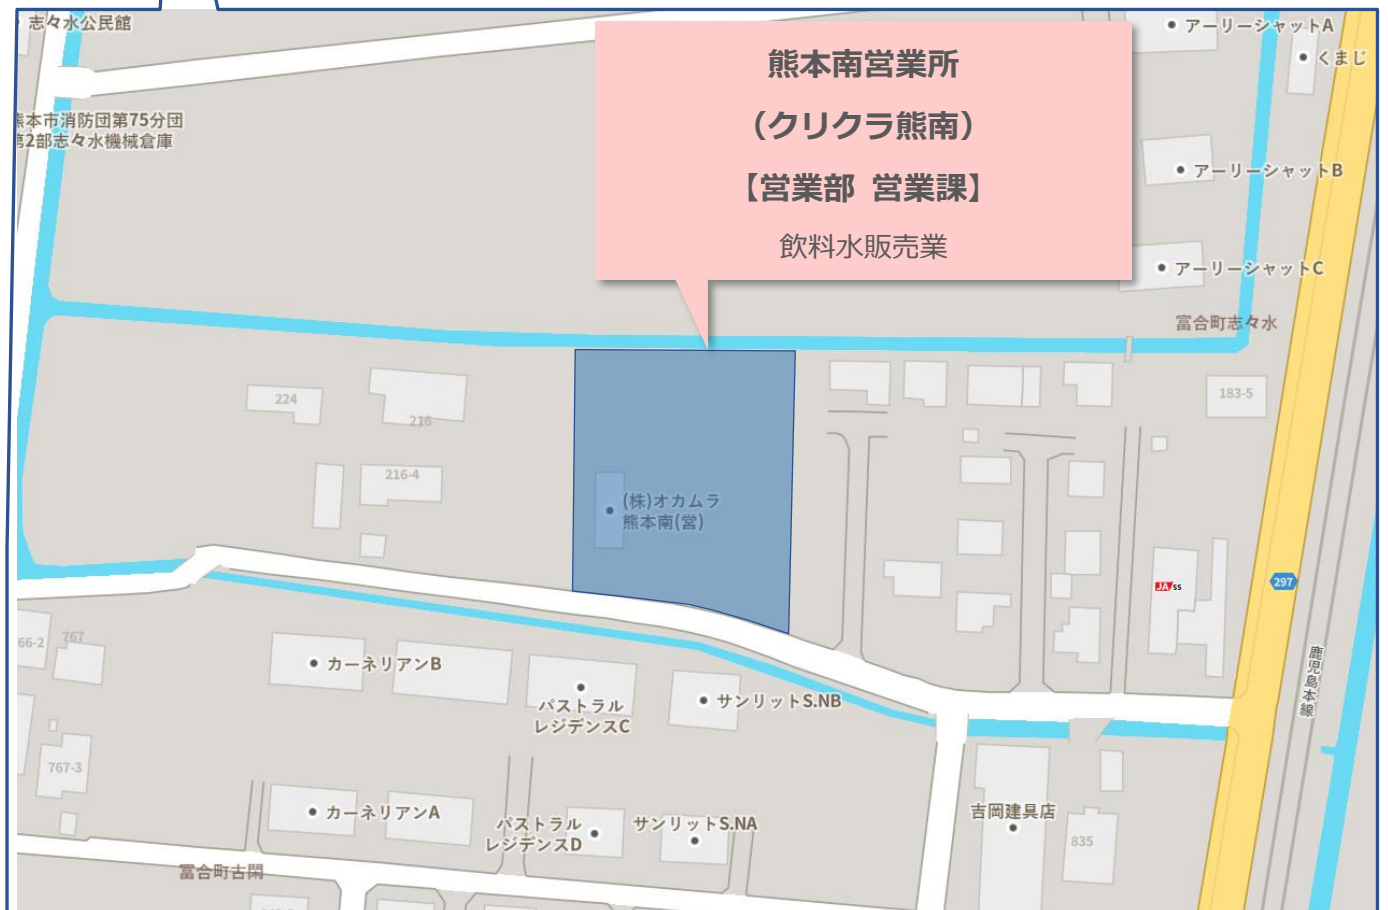 志々水公民館
熊本市消防団第75分団
第2部志々水機械倉庫
熊本南営業所
（クリクラ熊南）
【営業部 営業課】
飲料水販売業
アーリーシャットA
くまじ
アーリーシャットB
アーリーシャットC
富合町志々水
224
216
216-4
183-5
(株)オカムラ
熊本南(営)
JA SS
297
鹿児島本線
66-2
767
カーネリアンB
パストラル
レジデンスC
サンリットS.NB
767-3
カーネリアンA
パストラル
レジデンスD
サンリットS.NA
吉岡建具店
835
富合町古閑